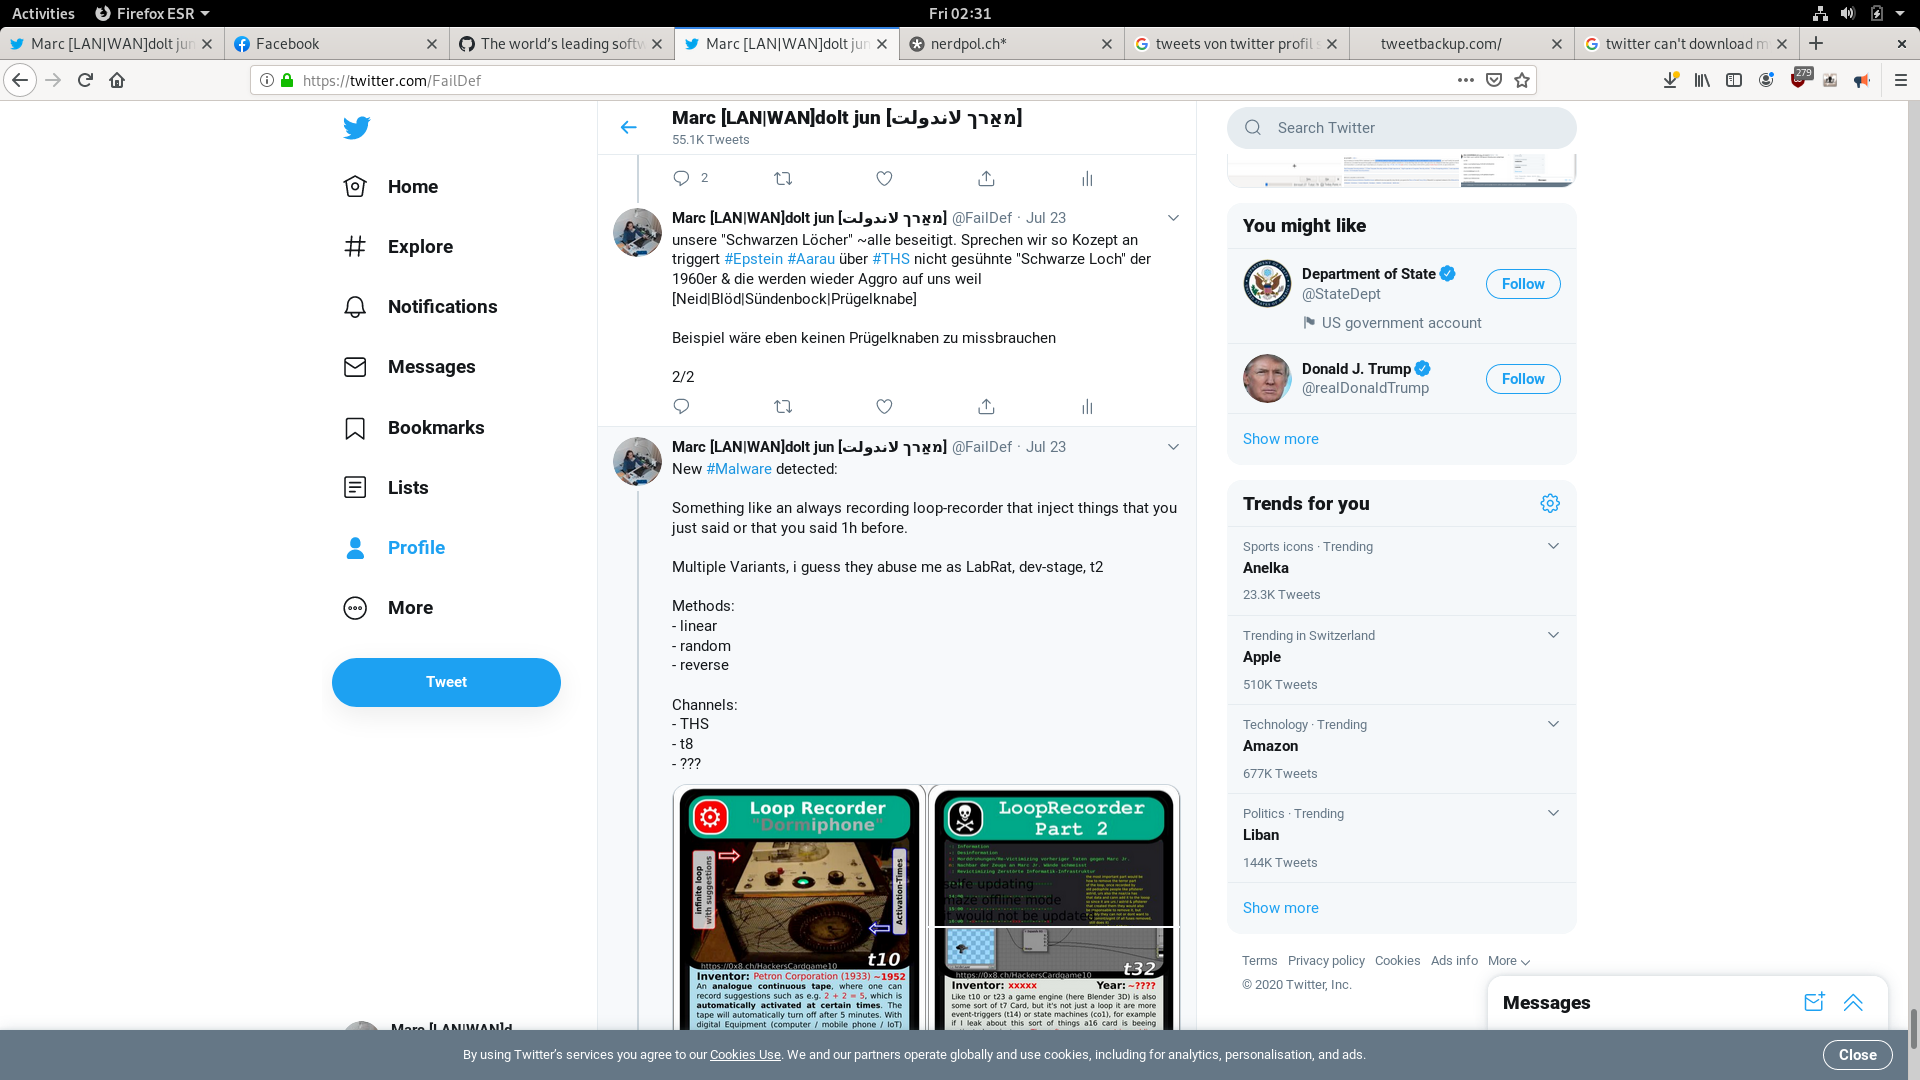 Activities
Firefox ESR
Fri 02:31
Marc [LAN|WAN]dolt jun
Facebook
The world's leading softw
Marc [LAN|WAN]dolt jun
nerdpol.ch*
tweets von twitter profil s
tweetbackup.com/
twitter can't download m
https://twitter.com/FailDef
279
Home
Explore
Notifications
Messages
Bookmarks
Lists
Profile
More
Tweet
Marc [LAN|WAN]d
Marc [LAN|WAN]dolt jun [מאַרך לאנדולת]
55.1K Tweets
2
Marc [LAN|WAN]dolt jun [מאַרך לאנדולת] @FailDef · Jul 23
unsere "Schwarzen Löcher" ~alle beseitigt. Sprechen wir so Kozept an
triggert #Epstein #Aarau über #THS nicht gesühnte "Schwarze Loch" der
1960er & die werden wieder Aggro auf uns weil
[Neid|Blöd|Sündenbock|Prügelknabe]
Beispiel wäre eben keinen Prügelknaben zu missbrauchen
2/2
Marc [LAN|WAN]dolt jun [מאַרך לאנדולת] @FailDef · Jul 23
New #Malware detected:
Something like an always recording loop-recorder that inject things that you
just said or that you said 1h before.
Multiple Variants, i guess they abuse me as LabRat, dev-stage, t2
Methods:
- linear
- random
- reverse
Channels:
- THS
- t8
- ???
Loop Recorder
"Dormiphone"
infinite loop
with suggestions
Activation-Times
t10
https://0x8.ch/HackersCardgame10
Inventor: Petron Corporation (1933) ~1952
An analogue continuous tape, where one can
record suggestions such as e.g. 2 + 2 = 5, which is
automatically activated at certain times. The
tape will automatically turn off after 5 minutes. With
digital Equipment (computer / mobile phone / IoT)
LoopRecorder
Part 2
Information
Desinformation
selfe updating
maze offline mode
t would not be updated
t32
https://0x8.ch/HackersCardgame10
Inventor: xxxxx Year: ~????
Like t10 or t23 a game engine (here Blender 3D) is also
some sort of t7 Card, but it's not just a loop it are more
event-triggers (t14) or state machines (co1), for example
if I leak about this sort of things a16 card is beeing
Search Twitter
You might like
Department of State
@StateDept
US government account
Follow
Donald J. Trump
@realDonaldTrump
Follow
Show more
Trends for you
Sports icons · Trending
Anelka
23.3K Tweets
Trending in Switzerland
Apple
510K Tweets
Technology · Trending
Amazon
677K Tweets
Politics · Trending
Liban
144K Tweets
Show more
Terms Privacy policy Cookies Ads info More
© 2020 Twitter, Inc.
Messages
By using Twitter's services you agree to our Cookies Use. We and our partners operate globally and use cookies, including for analytics, personalisation, and ads.
Close